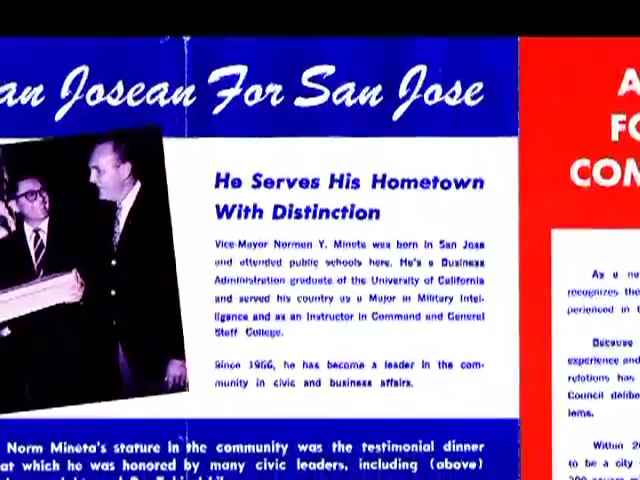 an Josean For San Jose
He Serves His Hometown
With Distinction
Vice-Mayor Norman Y. Mineta was born in San Jose
and attended public schools here. He's a Business
Administration graduate of the University of California
and served his country as a Major in Military Intel-
ligence and as an Instructor in Command and General
Staff College.
Since 1966, he has become a leader in the com-
munity in civic and business affairs.
Norm Mineta's stature in the community was the testimonial dinner
at which he was honored by many civic leaders, including (above)
A
FO
COM
As a ne
recognizes the
perienced in
Because
experience and
relations has
Council delibe
lems.
Within 2
to be a city